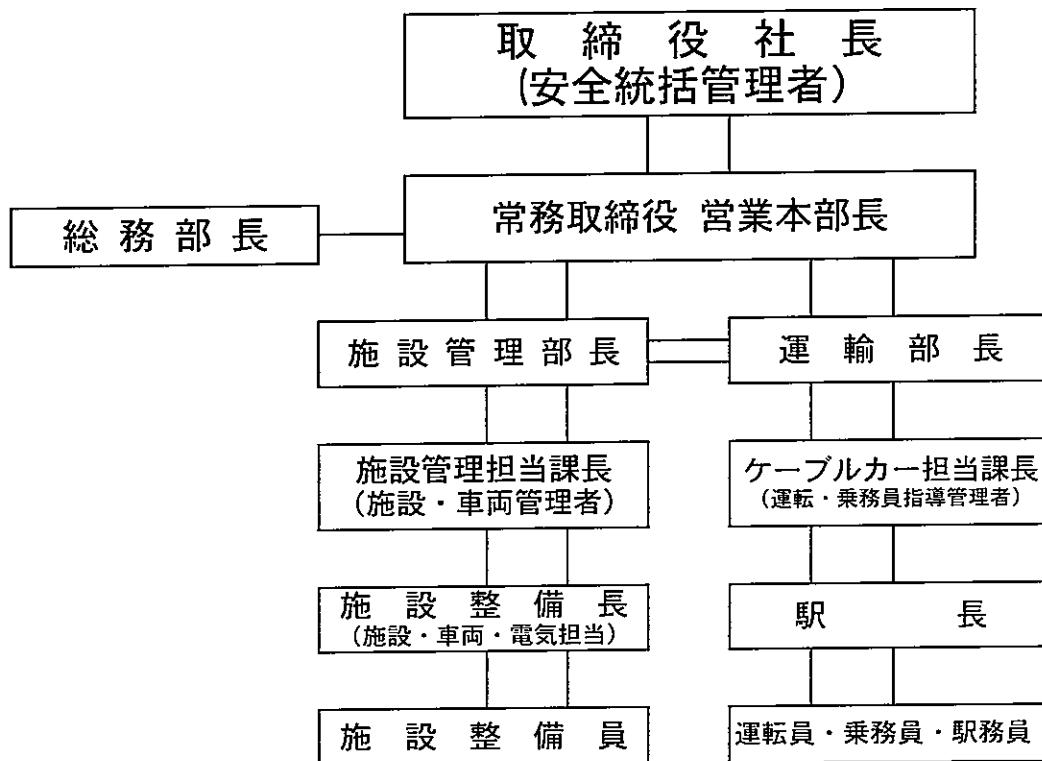 取締役社長
(安全統括管理者)
総務部長
常務取締役 営業本部長
施設管理部長
運輸部長
施設管理担当課長
(施設・車両管理者)
ケーブルカー担当課長
(運転・乗務員指導管理者)
施設整備長
(施設・車両・電気担当)
駅長
施設整備員
運転員・乗務員・駅務員